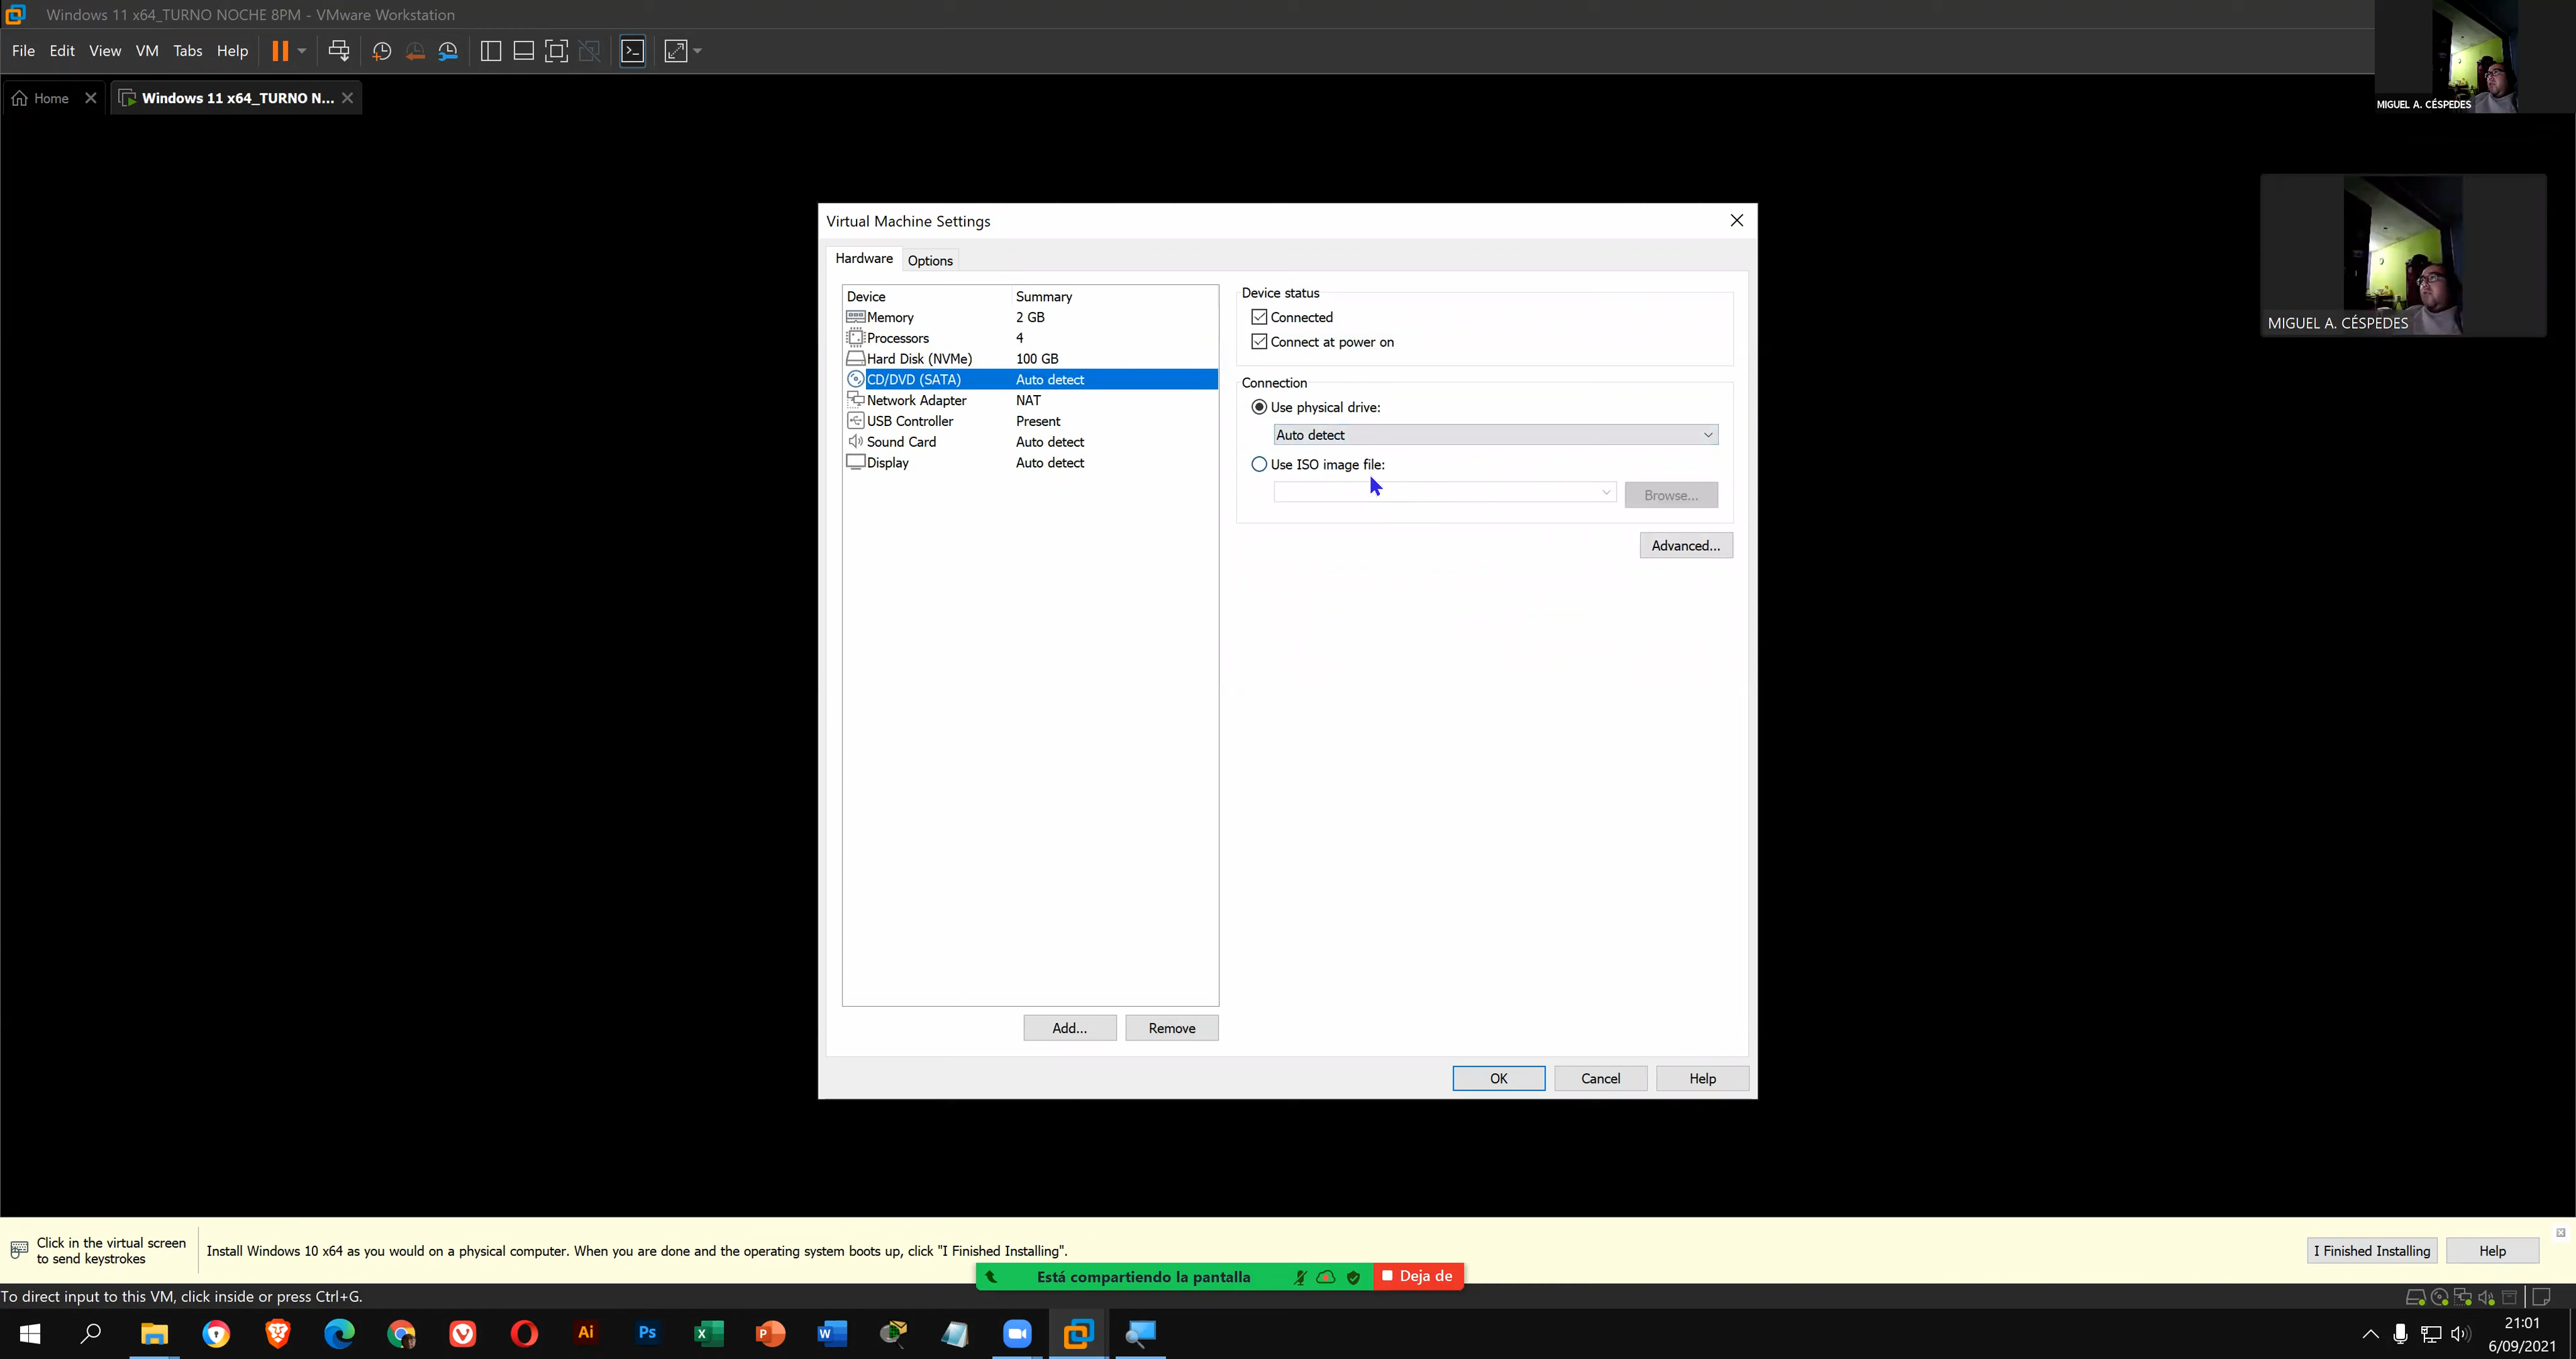 Windows 11 x64_TURNO NOCHE 8PM - VMware Workstation
File Edit View VM Tabs Help
MIGUEL A. CÉSPEDES
Home
Windows 11 x64_TURNO N...
MIGUEL A. CÉSPEDES
Virtual Machine Settings
Hardware Options
Device Summary
Memory 2 GB
Processors 4
Hard Disk (NVMe) 100 GB
CD/DVD (SATA) Auto detect
Network Adapter NAT
USB Controller Present
Sound Card Auto detect
Display Auto detect
Add... Remove
Device status
Connected
Connect at power on
Connection
Use physical drive:
Auto detect
Use ISO image file:
Browse...
Advanced...
OK Cancel Help
Click in the virtual screen
to send keystrokes
Install Windows 10 x64 as you would on a physical computer. When you are done and the operating system boots up, click "I Finished Installing".
I Finished Installing Help
Está compartiendo la pantalla Deja de
To direct input to this VM, click inside or press Ctrl+G.
Ai Ps X P W
21:01
6/09/2021